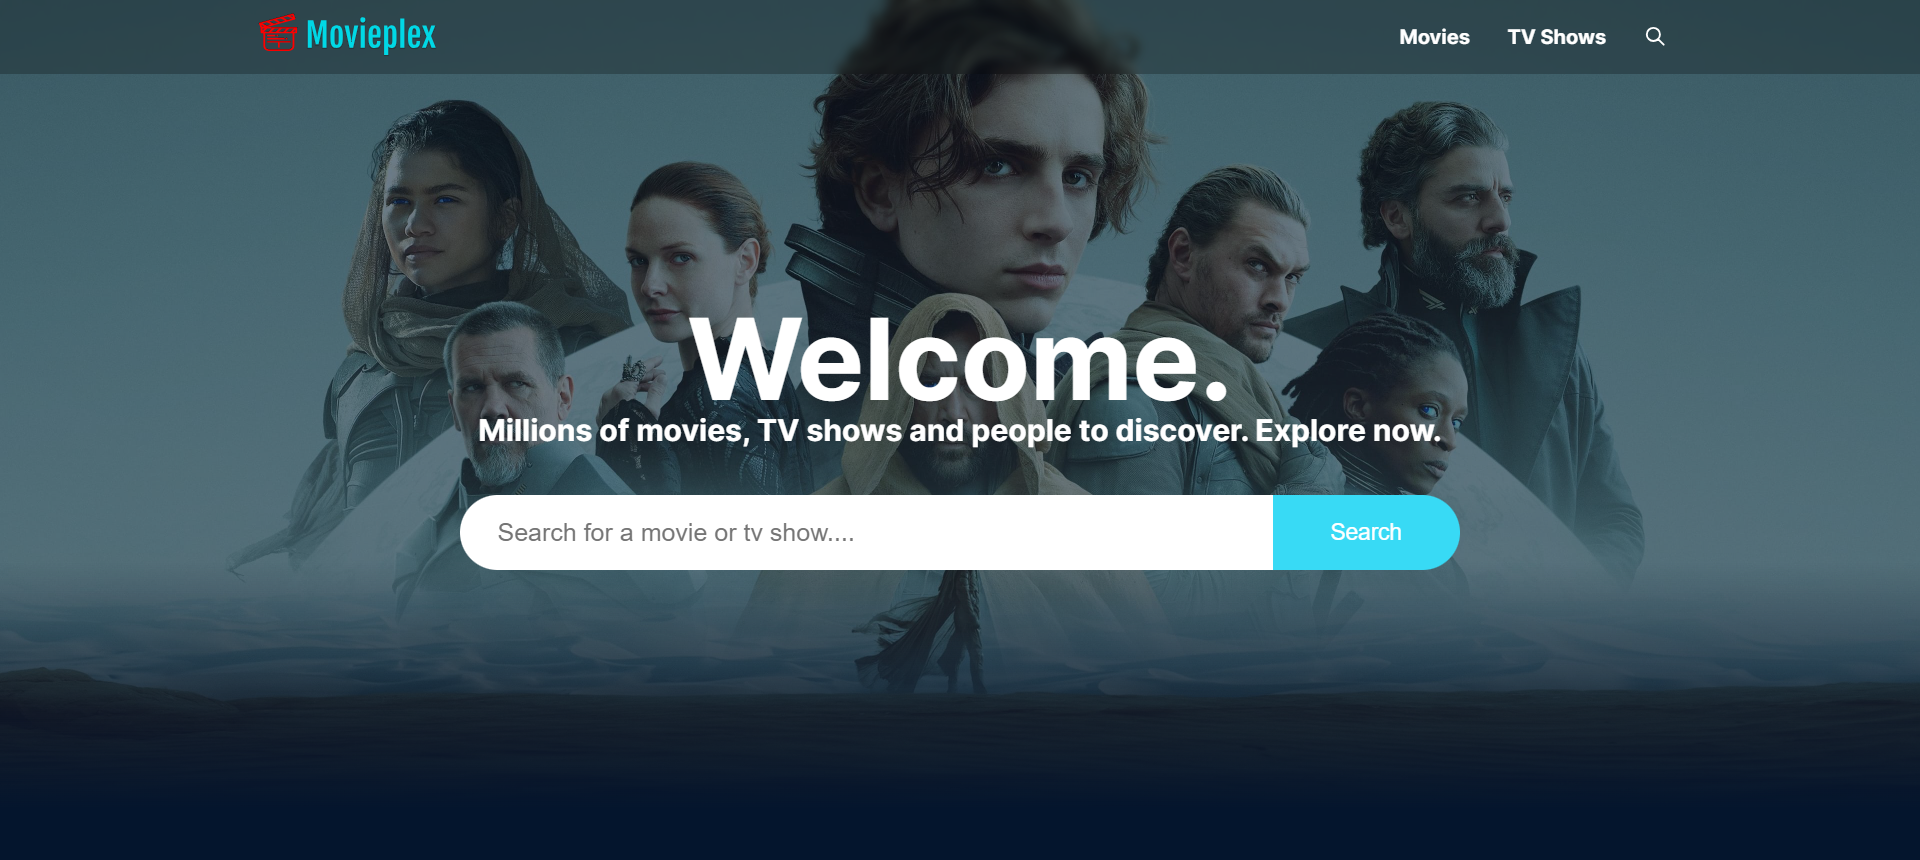 Movieplex
Movies
TV Shows
Welcome.
Millions of movies, TV shows and people to discover. Explore now.
Search for a movie or tv show....
Search